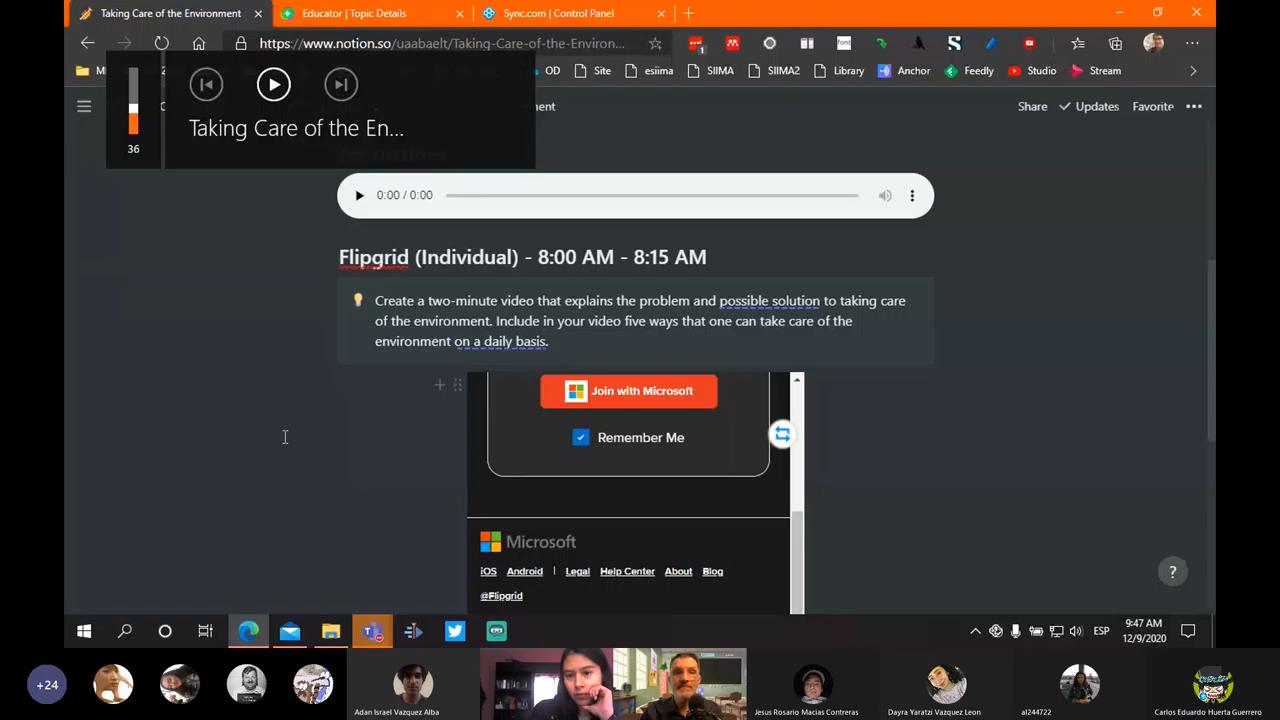 Taking Care of the Environment
Educator | Topic Details
Sync.com | Control Panel
https://www.notion.so/uaabaelt/Taking-Care-of-the-Environ...
1
OD
Site
esiima
SIIMA
SIIMA2
Library
Anchor
Feedly
Studio
Stream
ment
Share
Updates
Favorite
Taking Care of the En...
36
0:00 / 0:00
Flipgrid (Individual) - 8:00 AM - 8:15 AM
Create a two-minute video that explains the problem and possible solution to taking care
of the environment. Include in your video five ways that one can take care of the
environment on a daily basis.
Join with Microsoft
Remember Me
Microsoft
iOS Android | Legal Help Center About Blog
@Flipgrid
?
ESP
9:47 AM
12/9/2020
+24
Adan Israel Vazquez Alba
Jesus Rosario Macias Contreras
Dayra Yaratzi Vazquez Leon
al244722
Carlos Eduardo Huerta Guerrero